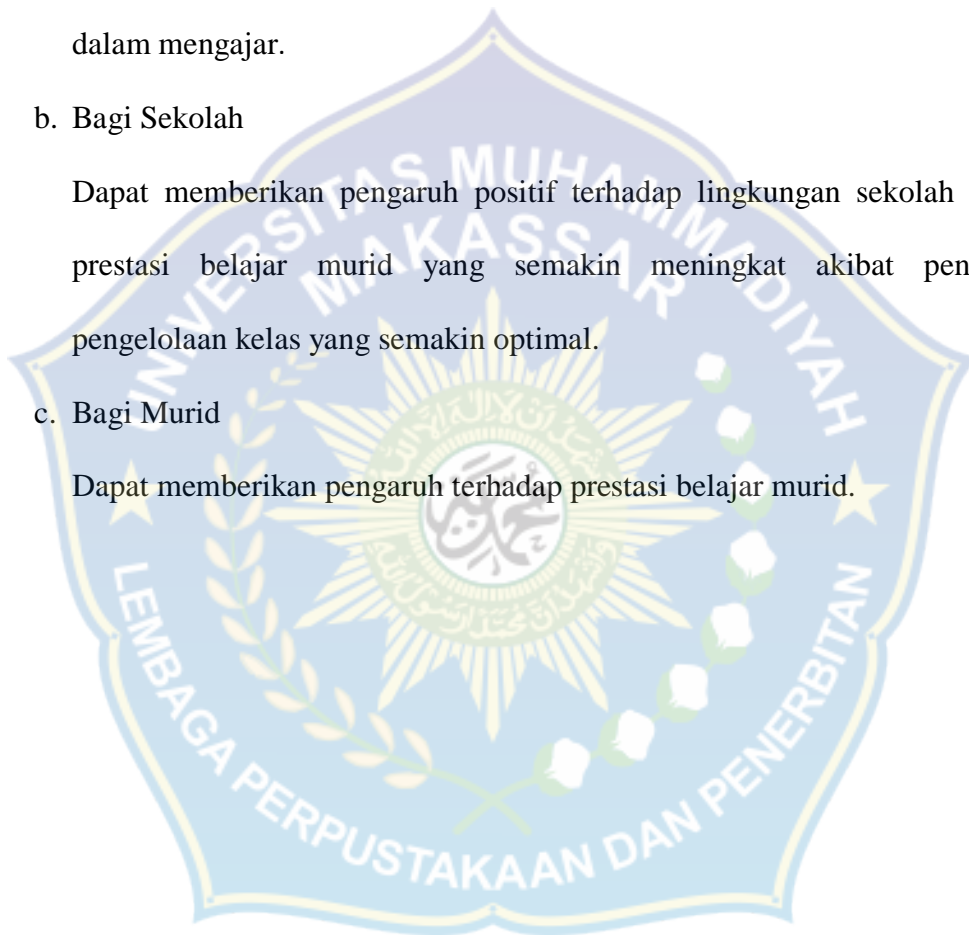 dalam mengajar.
b. Bagi Sekolah
Dapat memberikan pengaruh positif terhadap lingkungan sekolah
prestasi belajar murid yang semakin meningkat akibat pen
pengelolaan kelas yang semakin optimal.
c. Bagi Murid
Dapat memberikan pengaruh terhadap prestasi belajar murid.
UNIVERSITAS MUHAMMADIYAH
MAKASSAR
LEMBAGA PERPUSTAKAAN DAN PENERBITAN